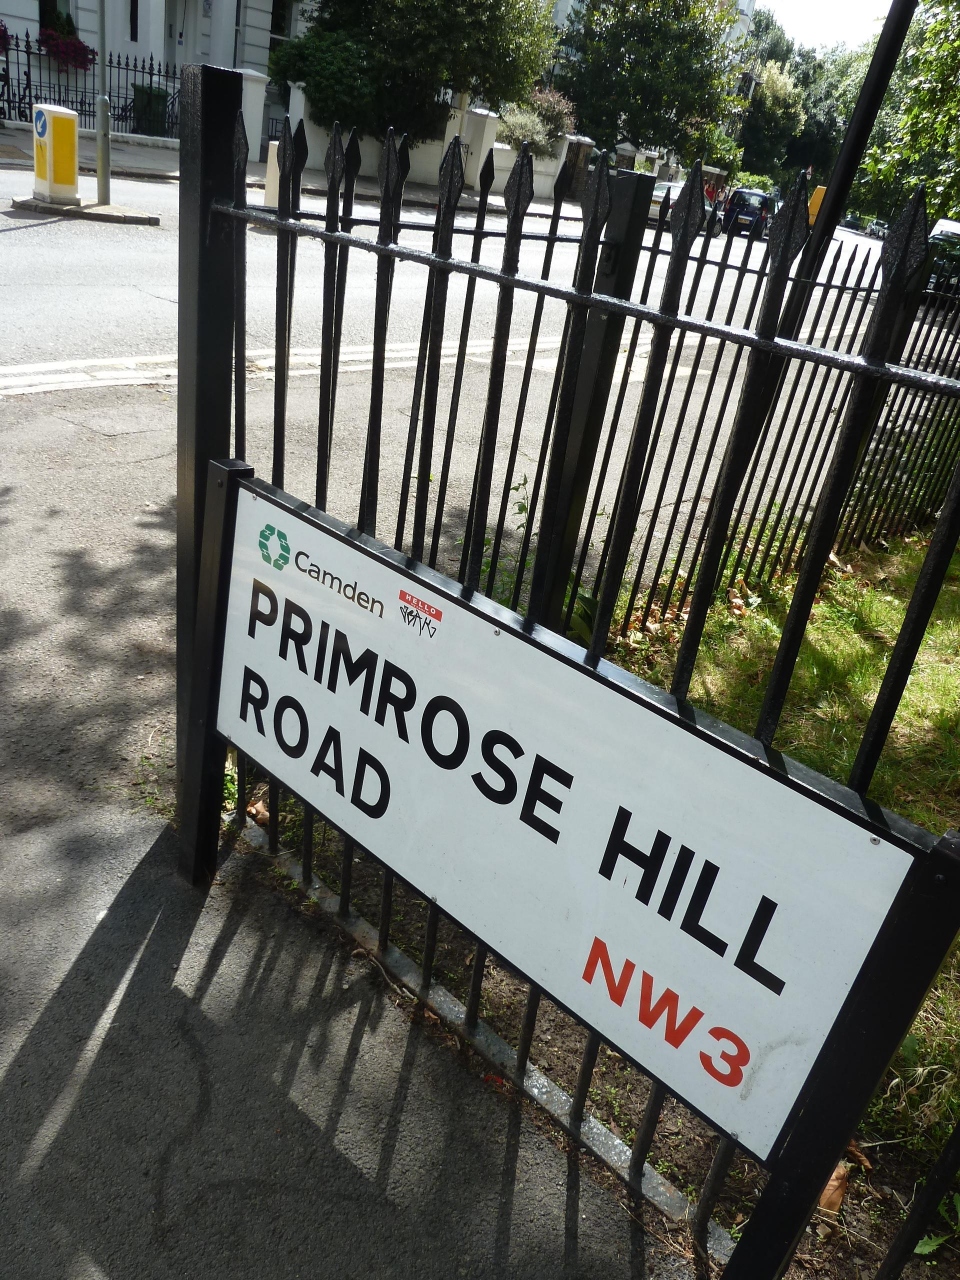 Camden
HELLO
PRIMROSE HILL
ROAD
NW3